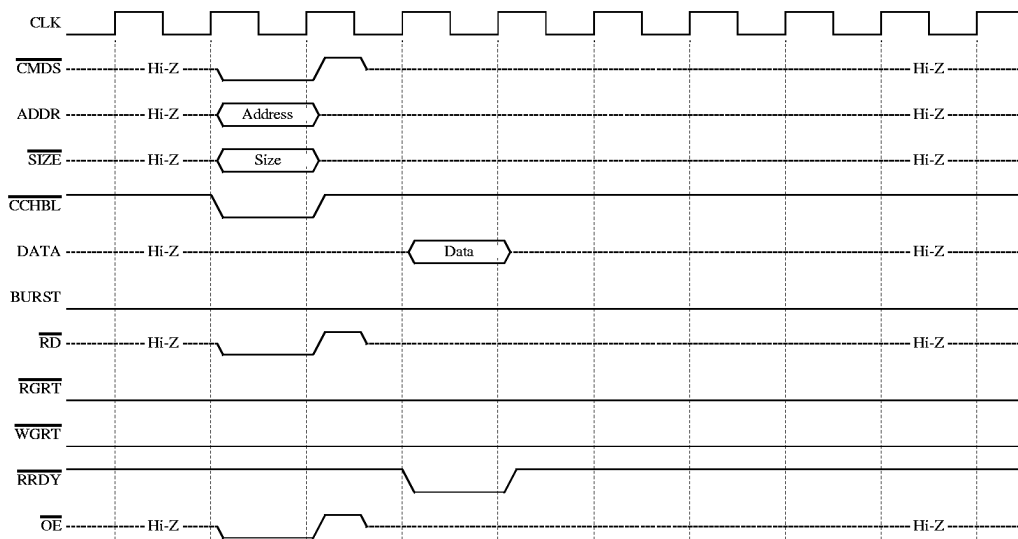 CLK
CMDS Hi-Z Hi-Z
ADDR Hi-Z Address Hi-Z
SIZE Hi-Z Size Hi-Z
CCHBL
DATA Hi-Z Data Hi-Z
BURST
RD Hi-Z Hi-Z
RGRT
WGRT
RRDY
OE Hi-Z Hi-Z